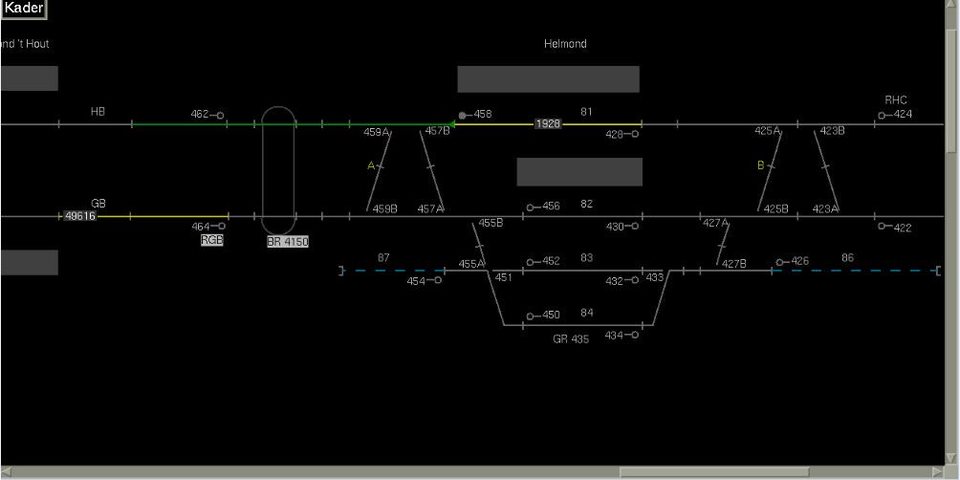 Kader
nd 't Hout
Helmond
HB
462
458
81
RHC
424
1928
459A
457B
428
425A
423B
A
B
GB
49616
459B
457A
456
82
425B
423A
464
RGB
BR 4150
455B
430
427A
422
87
455A
452
83
427B
426
86
454
451
432
433
450
84
GR 435
434